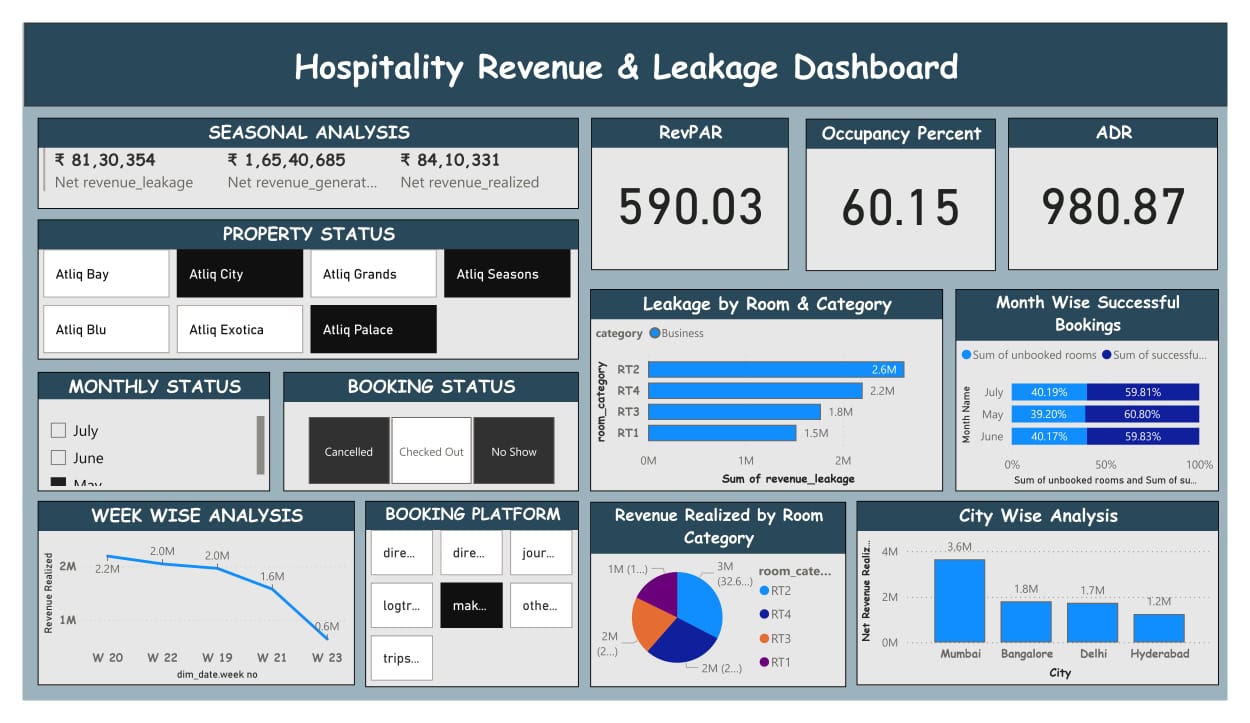 Hospitality Revenue & Leakage Dashboard
SEASONAL ANALYSIS
₹ 81,30,354
Net revenue_leakage
₹ 1,65,40,685
Net revenue_generat...
₹ 84,10,331
Net revenue_realized
RevPAR
590.03
Occupancy Percent
60.15
ADR
980.87
PROPERTY STATUS
Atliq Bay
Atliq City
Atliq Grands
Atliq Seasons
Atliq Blu
Atliq Exotica
Atliq Palace
MONTHLY STATUS
July
June
May
BOOKING STATUS
Cancelled
Checked Out
No Show
Leakage by Room & Category
category
Business
room_category
RT2
2.6M
RT4
2.2M
RT3
1.8M
RT1
1.5M
0M 1M 2M
Sum of revenue_leakage
Month Wise Successful
Bookings
Sum of unbooked rooms
Sum of successfu...
Month Name
July 40.19% 59.81%
May 39.20% 60.80%
June 40.17% 59.83%
0% 50% 100%
Sum of unbooked rooms and Sum of su...
WEEK WISE ANALYSIS
Revenue Realized
2M
1M
2.2M
2.0M
2.0M
1.6M
0.6M
W 20 W 22 W 19 W 21 W 23
dim_date.week no
BOOKING PLATFORM
dire...
dire...
jour...
logtr...
mak...
othe...
trips...
Revenue Realized by Room
Category
1M (1...)
3M
(32.6...)
2M
(2...)
2M (2...)
room_cate...
RT2
RT4
RT3
RT1
City Wise Analysis
Net Revenue Realiz...
4M
2M
0M
3.6M
1.8M
1.7M
1.2M
Mumbai Bangalore Delhi Hyderabad
City